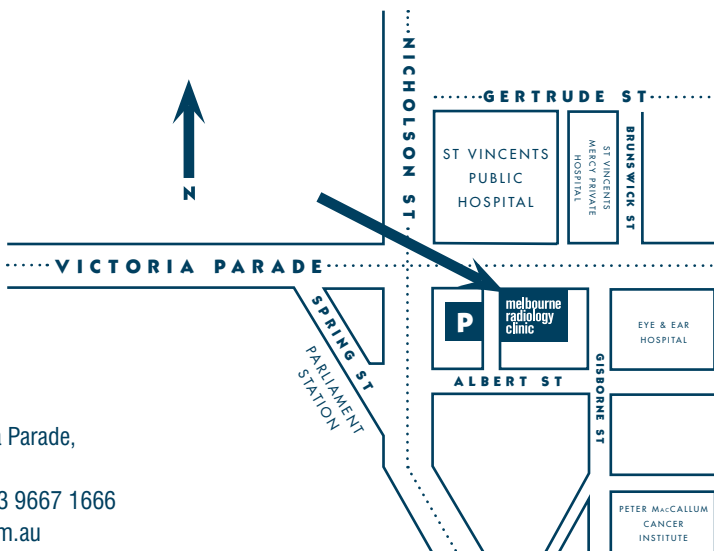 NICHOLSON ST
GERTRUDE ST
ST VINCENTS
PUBLIC
HOSPITAL
ST VINCENTS
MERCY PRIVATE
HOSPITAL
BRUNSWICK ST
N
VICTORIA PARADE
melbourne
radiology
clinic
P
SPRING ST
PARLIAMENT
STATION
EYE & EAR
HOSPITAL
GISBORNE ST
ALBERT ST
Parade,
3 9667 1666
m.au
PETER MACCALLUM
CANCER
INSTITUTE